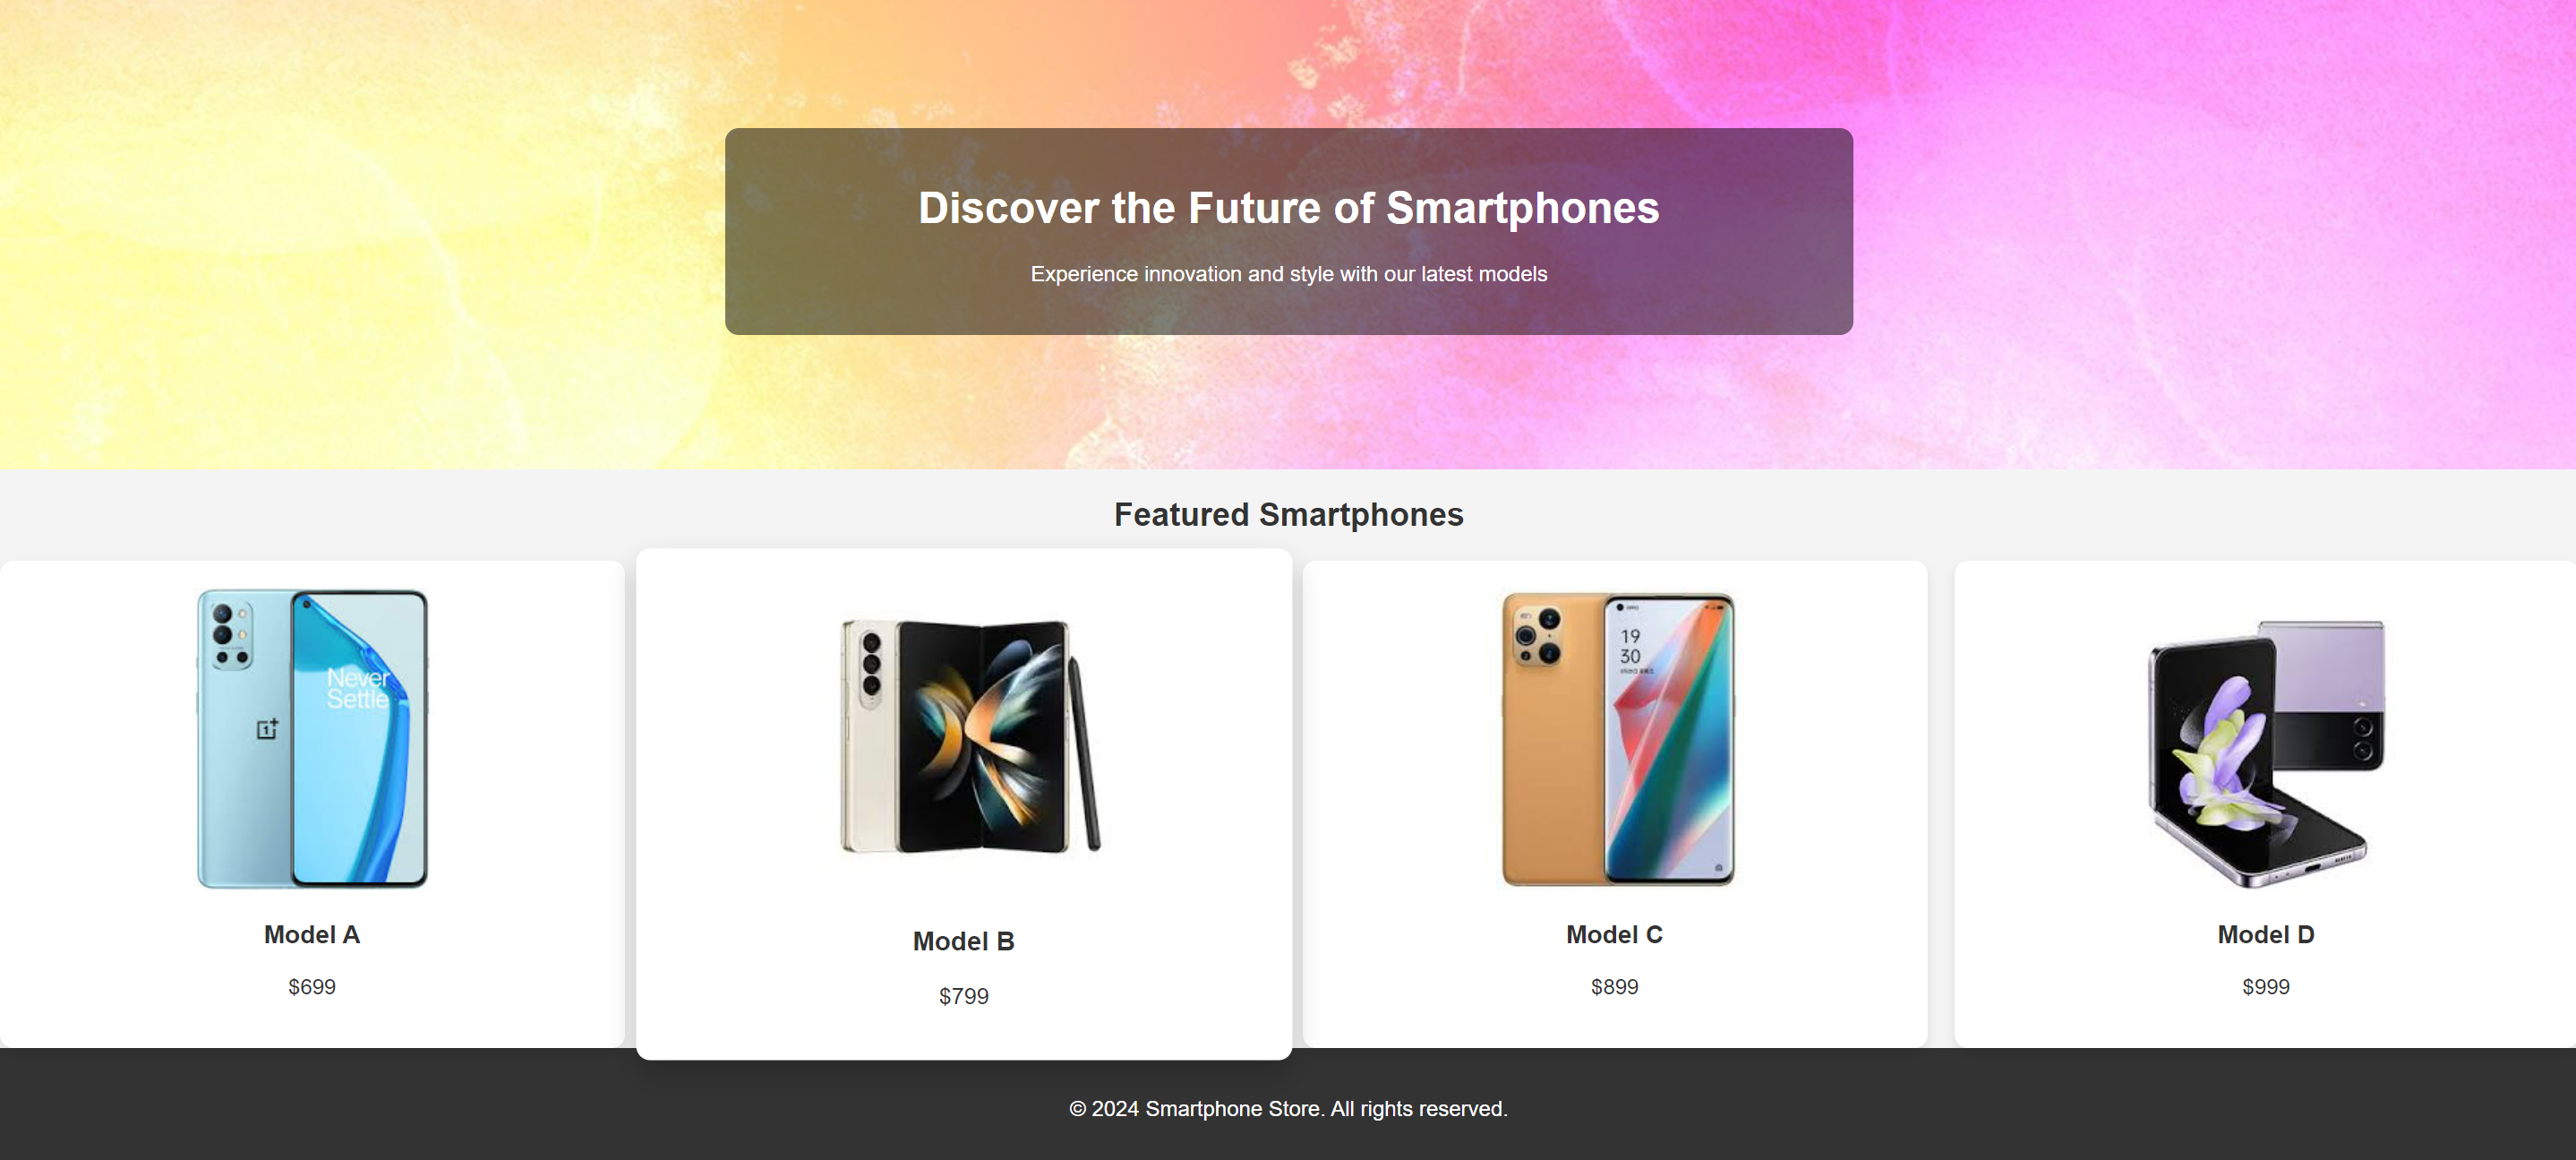 Discover the Future of Smartphones
Experience innovation and style with our latest models
Featured Smartphones
Never
Settle
19
30
Model A
Model B
Model C
Model D
$699
$799
$899
$999
© 2024 Smartphone Store. All rights reserved.